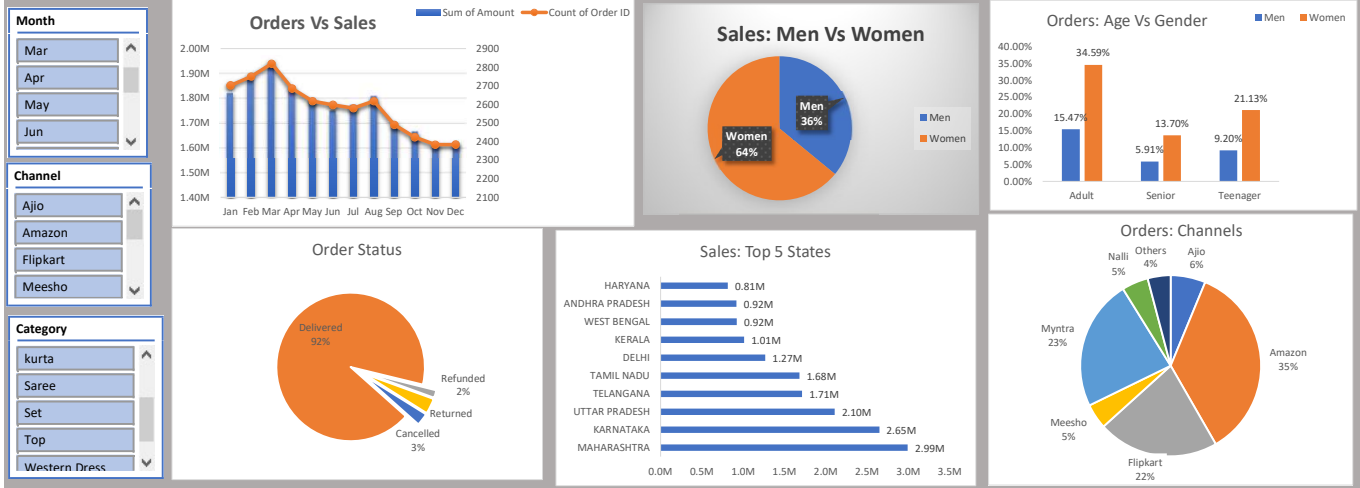 Month
Mar
Apr
May
Jun
Channel
Ajio
Amazon
Flipkart
Meesho
Category
kurta
Saree
Set
Top
Western Dress
Orders Vs Sales
Sum of Amount
Count of Order ID
2.00M
1.90M
1.80M
1.70M
1.60M
1.50M
1.40M
2900
2800
2700
2600
2500
2400
2300
2200
2100
Jan Feb Mar Apr May Jun Jul Aug Sep Oct Nov Dec
Sales: Men Vs Women
Men
36%
Women
64%
Men
Women
Orders: Age Vs Gender
Men
Women
40.00%
35.00%
30.00%
25.00%
20.00%
15.00%
10.00%
5.00%
0.00%
15.47%
34.59%
5.91%
13.70%
9.20%
21.13%
Adult Senior Teenager
Order Status
Delivered
92%
Refunded
2%
Returned
Cancelled
3%
Sales: Top 5 States
HARYANA 0.81M
ANDHRA PRADESH 0.92M
WEST BENGAL 0.92M
KERALA 1.01M
DELHI 1.27M
TAMIL NADU 1.68M
TELANGANA 1.71M
UTTAR PRADESH 2.10M
KARNATAKA 2.65M
MAHARASHTRA 2.99M
0.0M 0.5M 1.0M 1.5M 2.0M 2.5M 3.0M 3.5M
Orders: Channels
Nalli
5%
Others
4%
Ajio
6%
Myntra
23%
Amazon
35%
Meesho
5%
Flipkart
22%